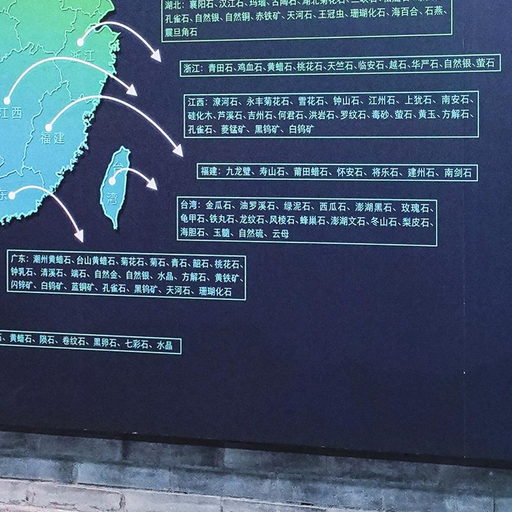 湖北：襄阳石、汉江石、玛瑙、
孔雀石、自然银、自然铜、赤铁矿、天河石、王冠虫、珊瑚化石、海百合、石燕、
震旦角石
浙江
浙江：青田石、鸡血石、黄蜡石、桃花石、天竺石、临安石、越石、华严石、自然银、萤石
江西
江西：潦河石、永丰菊花石、雪花石、钟山石、江州石、上犹石、南安石、
硅化木、芦溪石、吉州石、何君石、洪岩石、罗纹石、毒砂、萤石、黄玉、方解石、
孔雀石、菱锰矿、黑钨矿、白钨矿
福建
福建：九龙璧、寿山石、莆田蜡石、怀安石、将乐石、建州石、南剑石
台湾
台湾：金瓜石、油罗溪石、绿泥石、西瓜石、澎湖黑石、玫瑰石、
龟甲石、铁丸石、龙纹石、风棱石、蜂巢石、澎湖文石、冬山石、梨皮石、
海胆石、玉髓、自然硫、云母
东
广东：潮州黄蜡石、台山黄蜡石、菊花石、菊石、青石、韶石、桃花石、
钟乳石、清溪石、端石、自然金、自然银、水晶、方解石、黄铁矿、
闪锌矿、白钨矿、蓝铜矿、孔雀石、黑钨矿、天河石、珊瑚化石
石、黄蜡石、陨石、卷纹石、黑卵石、七彩石、水晶